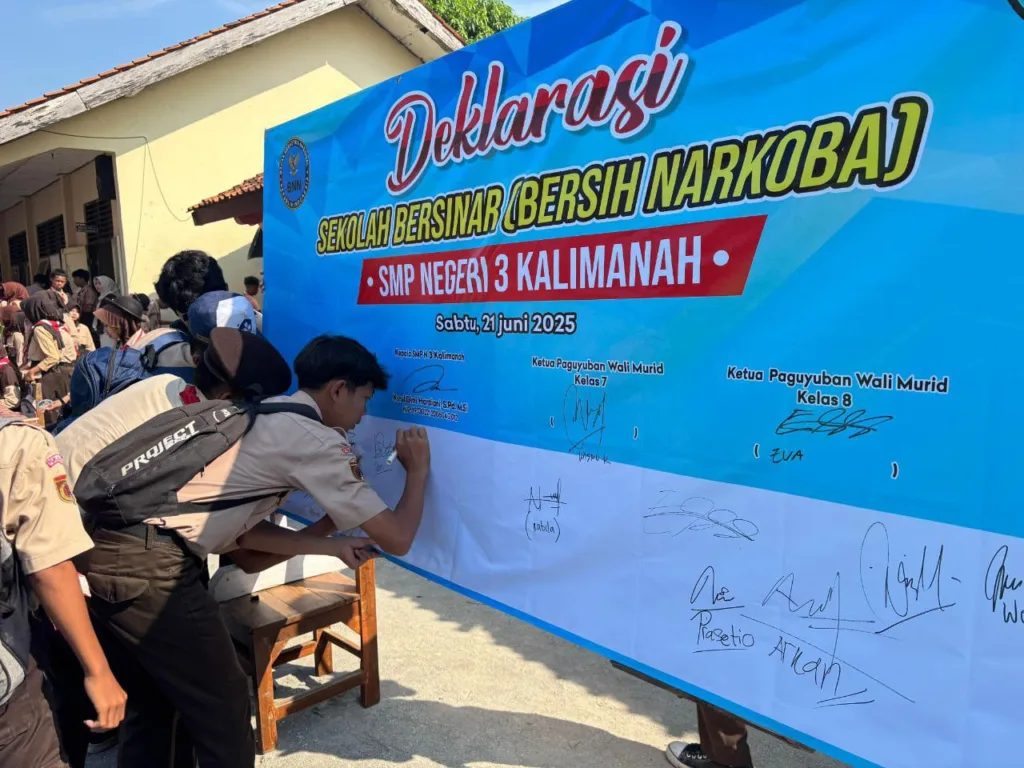 Deklarasi
BNN
SEKOLAH BERSINAR (BERSIH NARKOBA)
• SMP NEGERI 3 KALIMANAH •
Sabtu, 21 juni 2025
Kepala SMP N 3 Kalimanah
Ketua Paguyuban Wali Murid
Kelas 7
Ketua Paguyuban Wali Murid
Kelas 8
( )
( EVA )
(nabila)
Prasetio
Arkan
PROJECT